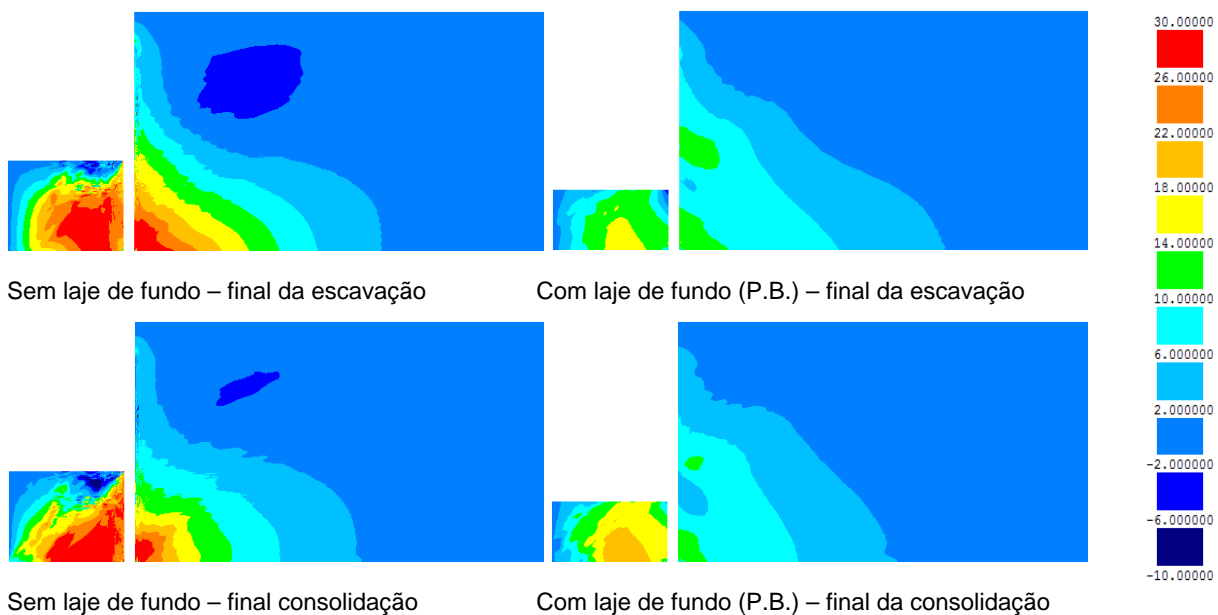 30.00000
26.00000
22.00000
18.00000
14.00000
10.00000
6.000000
2.000000
-2.000000
-6.000000
-10.00000
Sem laje de fundo – final da escavação
Com laje de fundo (P.B.) – final da escavação
Sem laje de fundo – final consolidação
Com laje de fundo (P.B.) – final da consolidação